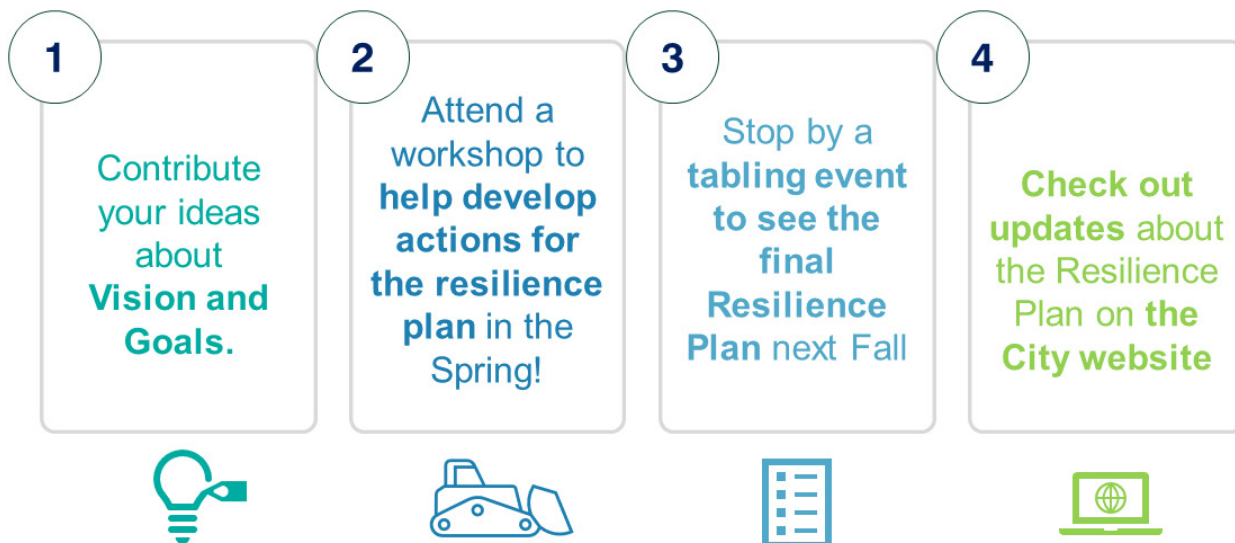 1
Contribute
your ideas
about
Vision and
Goals.
2
Attend a
workshop to
help develop
actions for
the resilience
plan in the
Spring!
3
Stop by a
tabling event
to see the
final
Resilience
Plan next Fall
4
Check out
updates about
the Resilience
Plan on the
City website